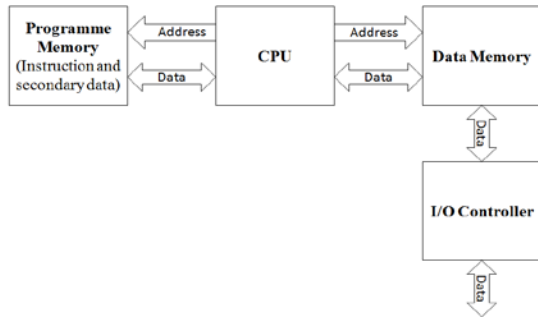 Programme
Memory
(Instruction and
secondary data)
Address
Data
CPU
Address
Data
Data Memory
Data
I/O Controller
Data